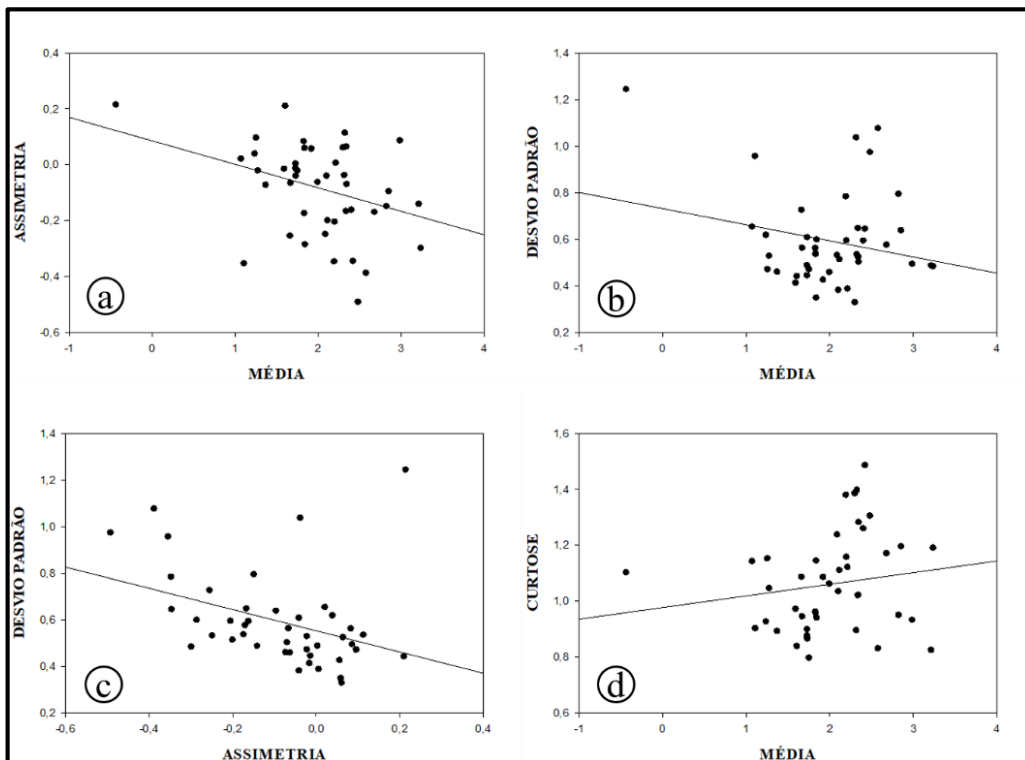 0,4
0,2
0,0
-0,2
-0,4
-0,6
ASSIMETRIA
a
-1 0 1 2 3 4
MÉDIA
1,4
1,2
1,0
0,8
0,6
0,4
0,2
DESVIO PADRÃO
b
-1 0 1 2 3 4
MÉDIA
1,4
1,2
1,0
0,8
0,6
0,4
0,2
DESVIO PADRÃO
c
-0,6 -0,4 -0,2 0,0 0,2 0,4
ASSIMETRIA
1,6
1,4
1,2
1,0
0,8
0,6
CURTOSE
d
-1 0 1 2 3 4
MÉDIA